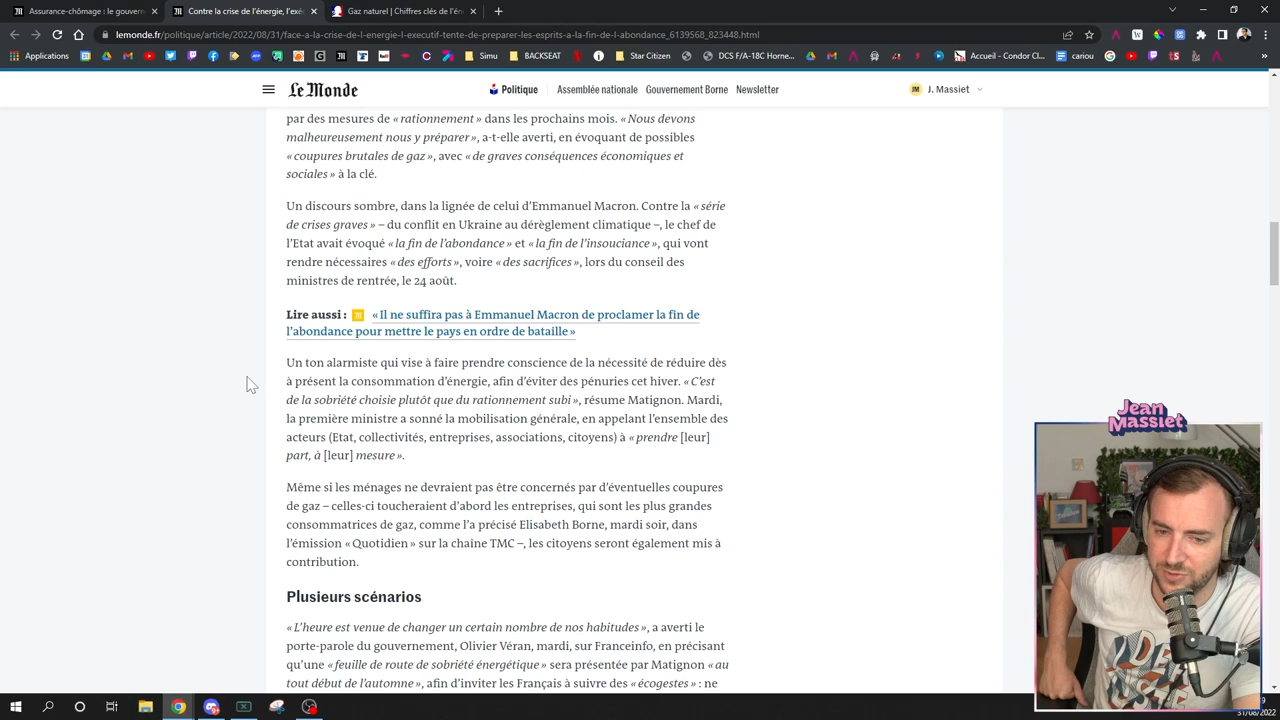 Assurance-chômage : le gouvern
Contre la crise de l'énergie, l'exéc
Gaz naturel | Chiffres clés de l'én
lemonde.fr/politique/article/2022/08/31/face-a-la-crise-de-l-energie-l-executif-tente-de-preparer-les-esprits-a-la-fin-de-l-abondance_6139568_823448.html
Applications
Simu
BACKSEAT
Star Citizen
DCS F/A-18C Horne...
Accueil - Condor Cl...
cariou
Le Monde
Politique
Assemblée nationale
Gouvernement Borne
Newsletter
JM
J. Massiet
par des mesures de « rationnement » dans les prochains mois. « Nous devons
malheureusement nous y préparer », a-t-elle averti, en évoquant de possibles
« coupures brutales de gaz », avec « de graves conséquences économiques et
sociales » à la clé.
Un discours sombre, dans la lignée de celui d'Emmanuel Macron. Contre la « série
de crises graves » – du conflit en Ukraine au dérèglement climatique –, le chef de
l'Etat avait évoqué « la fin de l'abondance » et « la fin de l'insouciance », qui vont
rendre nécessaires « des efforts », voire « des sacrifices », lors du conseil des
ministres de rentrée, le 24 août.
Lire aussi : « Il ne suffira pas à Emmanuel Macron de proclamer la fin de
l'abondance pour mettre le pays en ordre de bataille »
Un ton alarmiste qui vise à faire prendre conscience de la nécessité de réduire dès
à présent la consommation d'énergie, afin d'éviter des pénuries cet hiver. « C'est
de la sobriété choisie plutôt que du rationnement subi », résume Matignon. Mardi,
la première ministre a sonné la mobilisation générale, en appelant l'ensemble des
acteurs (Etat, collectivités, entreprises, associations, citoyens) à « prendre [leur]
part, à [leur] mesure ».
Même si les ménages ne devraient pas être concernés par d'éventuelles coupures
de gaz – celles-ci toucheraient d'abord les entreprises, qui sont les plus grandes
consommatrices de gaz, comme l'a précisé Elisabeth Borne, mardi soir, dans
l'émission « Quotidien » sur la chaîne TMC –, les citoyens seront également mis à
contribution.
Plusieurs scénarios
« L'heure est venue de changer un certain nombre de nos habitudes », a averti le
porte-parole du gouvernement, Olivier Véran, mardi, sur Franceinfo, en précisant
qu'une « feuille de route de sobriété énergétique » sera présentée par Matignon « au
tout début de l'automne », afin d'inviter les Français à suivre des « écogestes » : ne
Jean
Massiet
31/08/2022